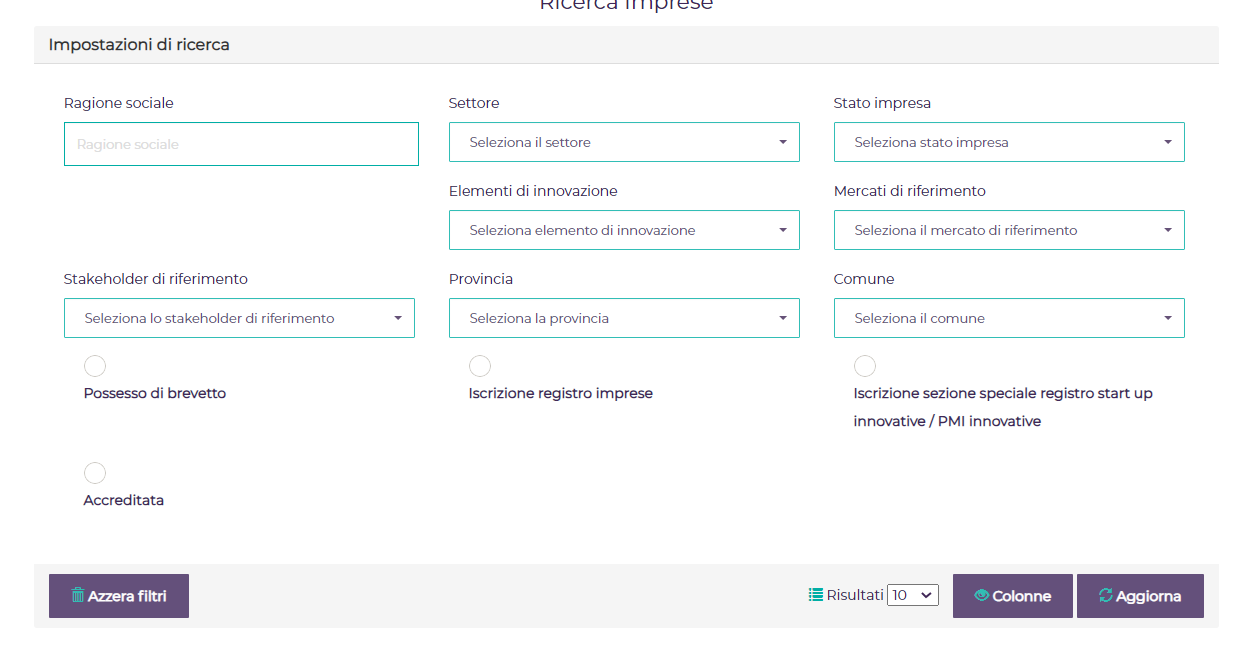 Ricerca Imprese
Impostazioni di ricerca
Ragione sociale
Settore
Stato impresa
Ragione sociale
Seleziona il settore
Seleziona stato impresa
Elementi di innovazione
Mercati di riferimento
Seleziona elemento di innovazione
Seleziona il mercato di riferimento
Stakeholder di riferimento
Provincia
Comune
Seleziona lo stakeholder di riferimento
Seleziona la provincia
Seleziona il comune
Possesso di brevetto
Iscrizione registro imprese
Iscrizione sezione speciale registro start up
innovative / PMI innovative
Accreditata
Azzera filtri
Risultati 10
Colonne
Aggiorna